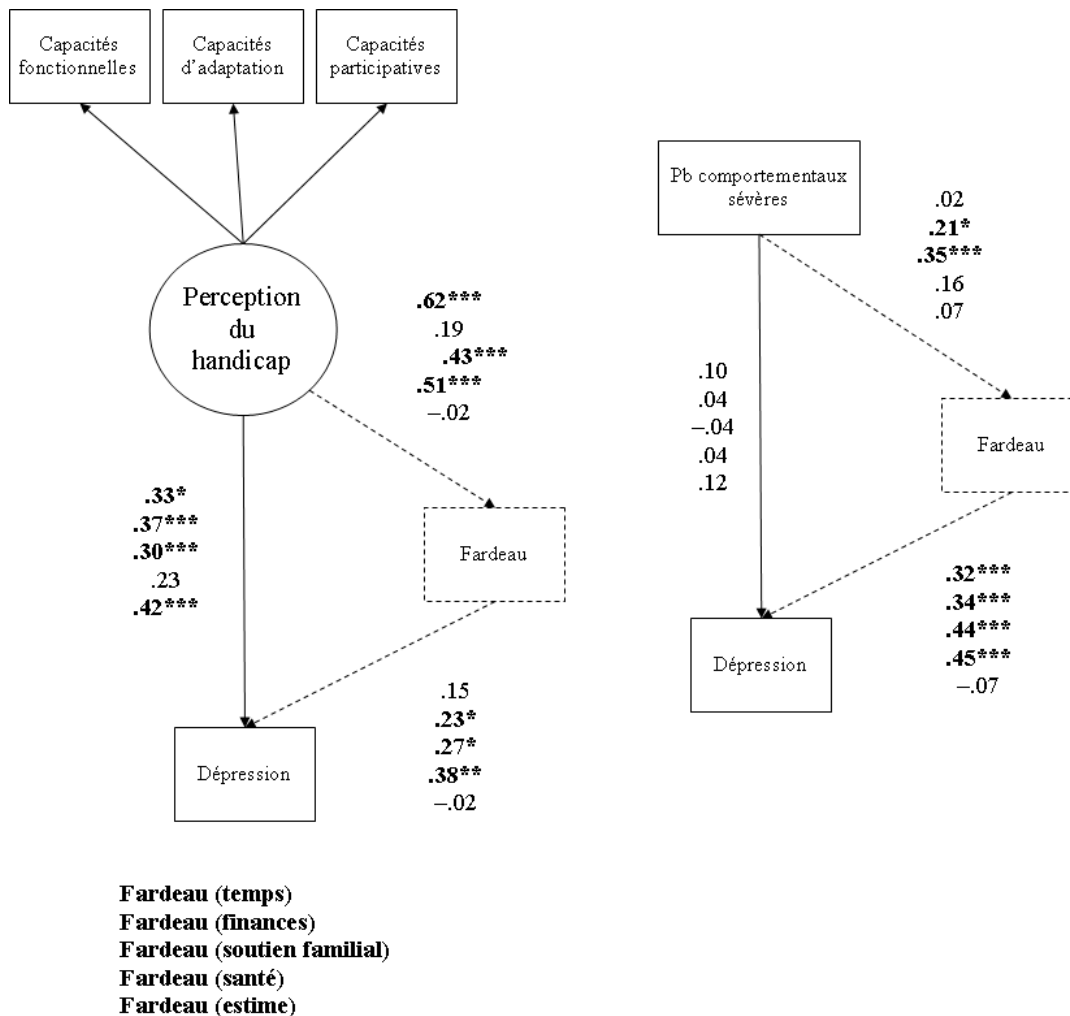 Capacités
fonctionnelles
Capacités
d'adaptation
Capacités
participatives
Perception
du
handicap
.62***
.19
.43***
.51***
–.02
.33*
.37***
.30***
.23
.42***
Fardeau
.15
.23*
.27*
.38**
–.02
Dépression
Pb comportementaux
sévères
.02
.21*
.35***
.16
.07
.10
.04
–.04
.04
.12
Fardeau
.32***
.34***
.44***
.45***
–.07
Dépression
Fardeau (temps)
Fardeau (finances)
Fardeau (soutien familial)
Fardeau (santé)
Fardeau (estime)